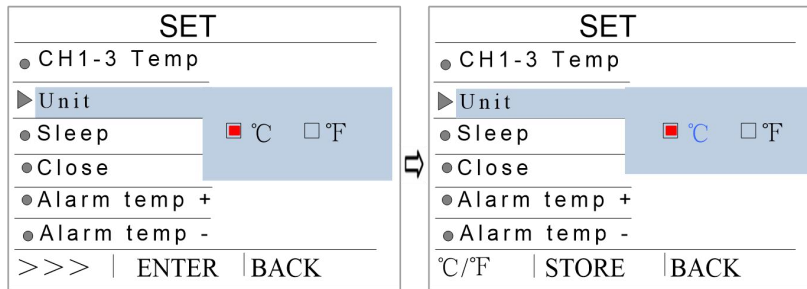 SET
CH1-3 Temp
Unit
Sleep
℃ ℉
Close
Alarm temp +
Alarm temp -
>>> ENTER BACK
SET
CH1-3 Temp
Unit
Sleep
℃ ℉
Close
Alarm temp +
Alarm temp -
℃/℉ STORE BACK